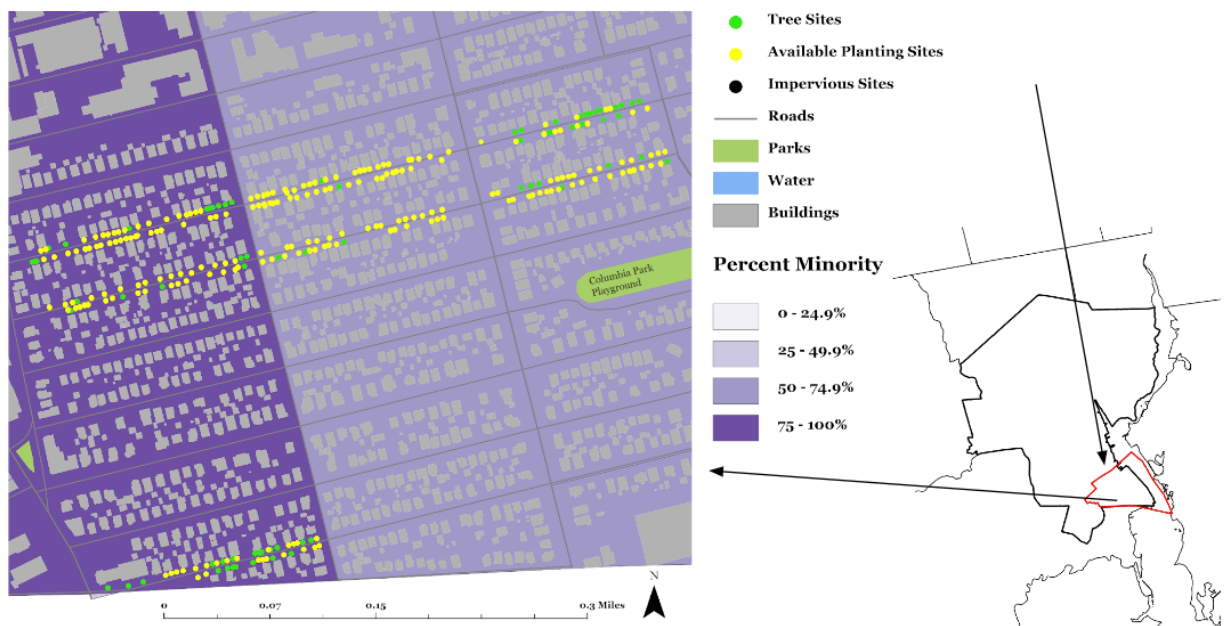 Tree Sites
Available Planting Sites
Impervious Sites
Roads
Parks
Water
Buildings
Percent Minority
0 - 24.9%
25 - 49.9%
50 - 74.9%
75 - 100%
Columbia Park
Playground
N
0 0.07 0.15 0.3 Miles